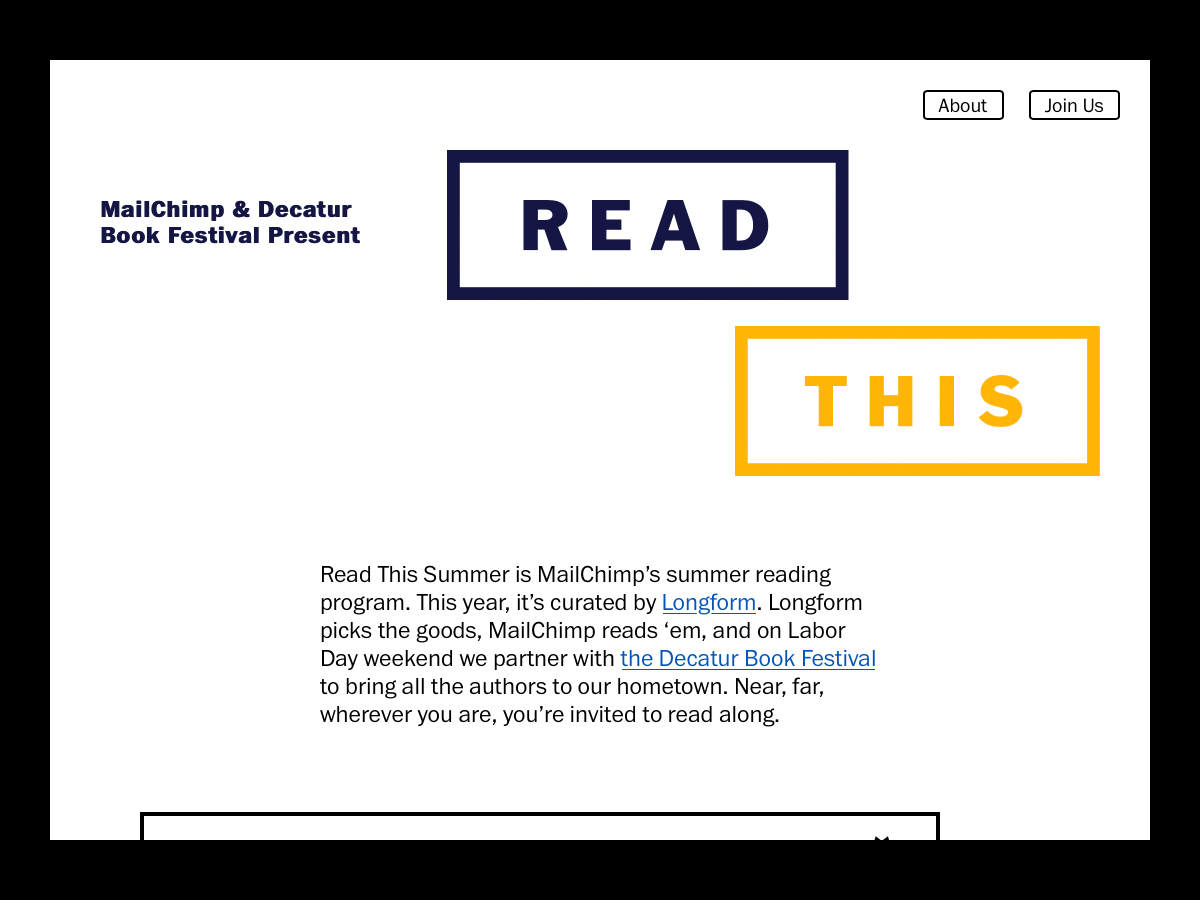 About
Join Us
MailChimp & Decatur
Book Festival Present
READ
THIS
Read This Summer is MailChimp’s summer reading
program. This year, it’s curated by Longform. Longform
picks the goods, MailChimp reads ‘em, and on Labor
Day weekend we partner with the Decatur Book Festival
to bring all the authors to our hometown. Near, far,
wherever you are, you’re invited to read along.